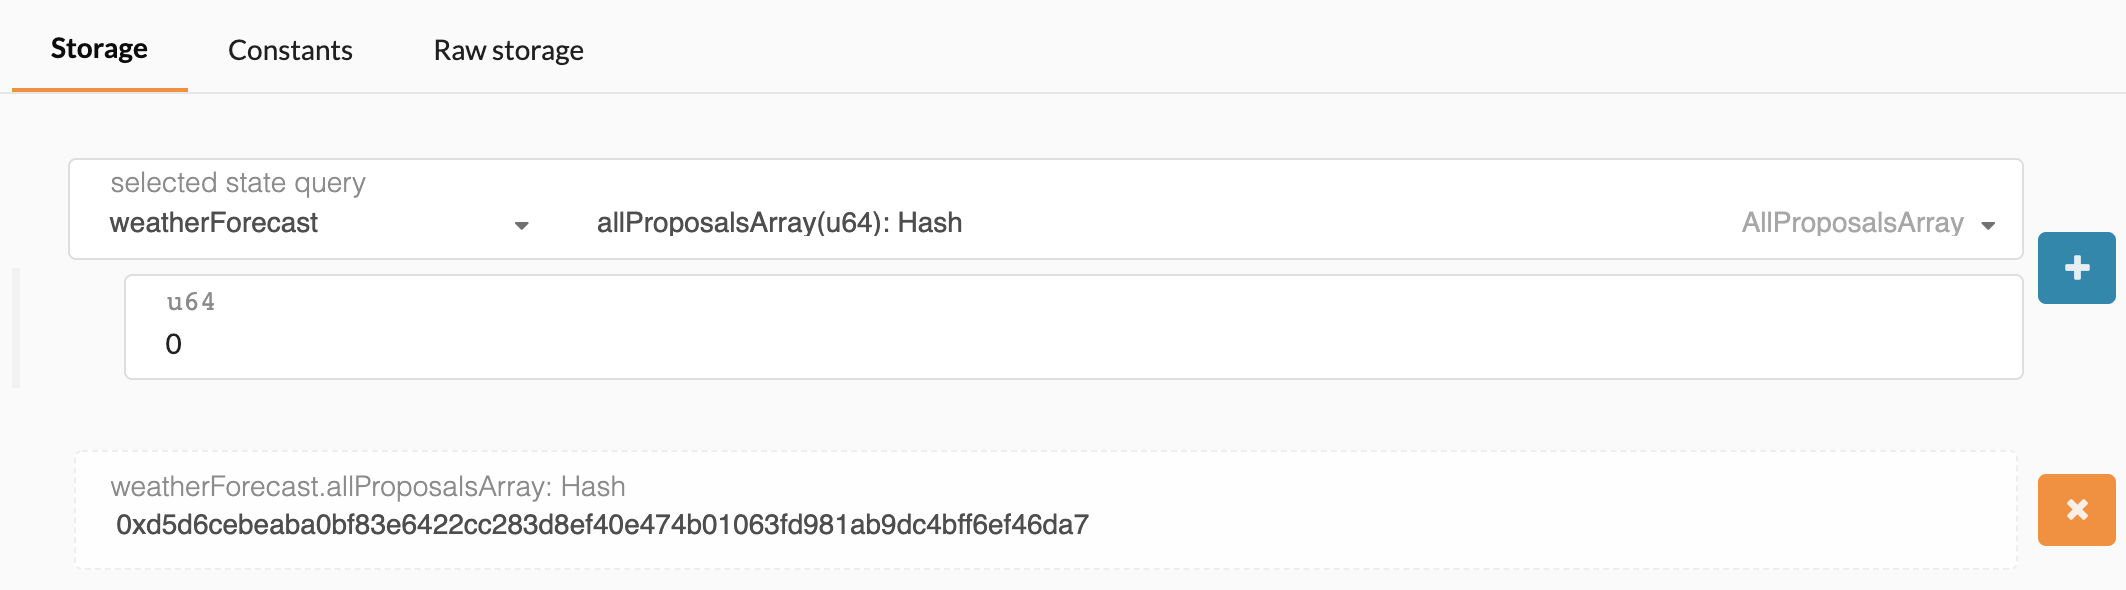 Storage Constants Raw storage
selected state query
weatherForecast allProposalsArray(u64): Hash AllProposalsArray
u64
0
weatherForecast.allProposalsArray: Hash
0xd5d6cebeaba0bf83e6422cc283d8ef40e474b01063fd981ab9dc4bff6ef46da7